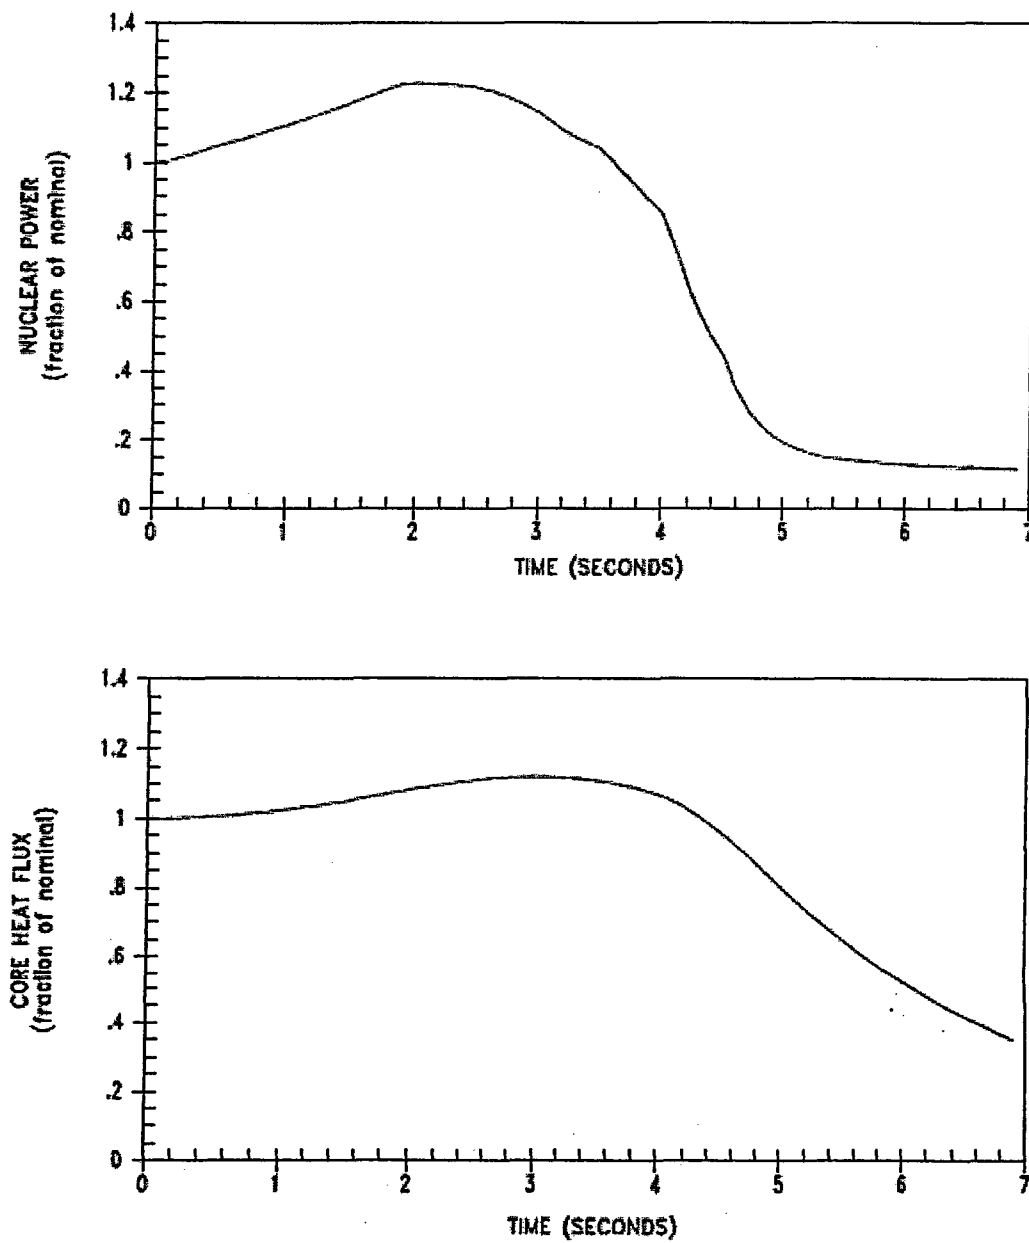 1.4
1.2
1
.8
.6
.4
.2
0
NUCLEAR POWER
(fraction of nominal)
0 1 2 3 4 5 6 7
TIME (SECONDS)
1.4
1.2
1
.8
.6
.4
.2
0
CORE HEAT FLUX
(fraction of nominal)
0 1 2 3 4 5 6 7
TIME (SECONDS)